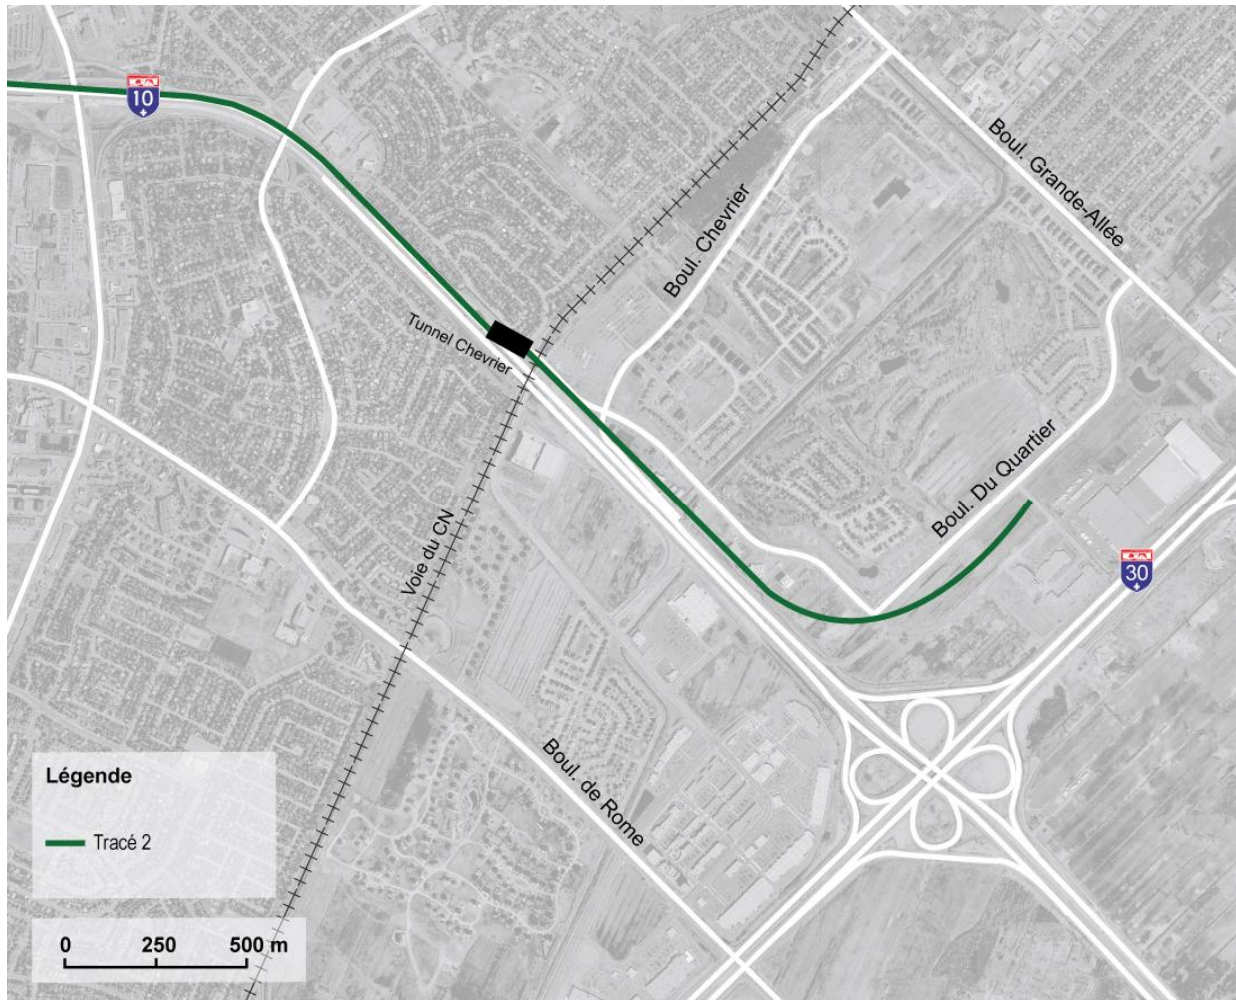 10
Boul. Grande-Allée
Boul. Chevrier
Tunnel Chevrier
Boul. Du Quartier
Voie du CN
30
Boul. de Rome
Légende
Tracé 2
0 250 500 m